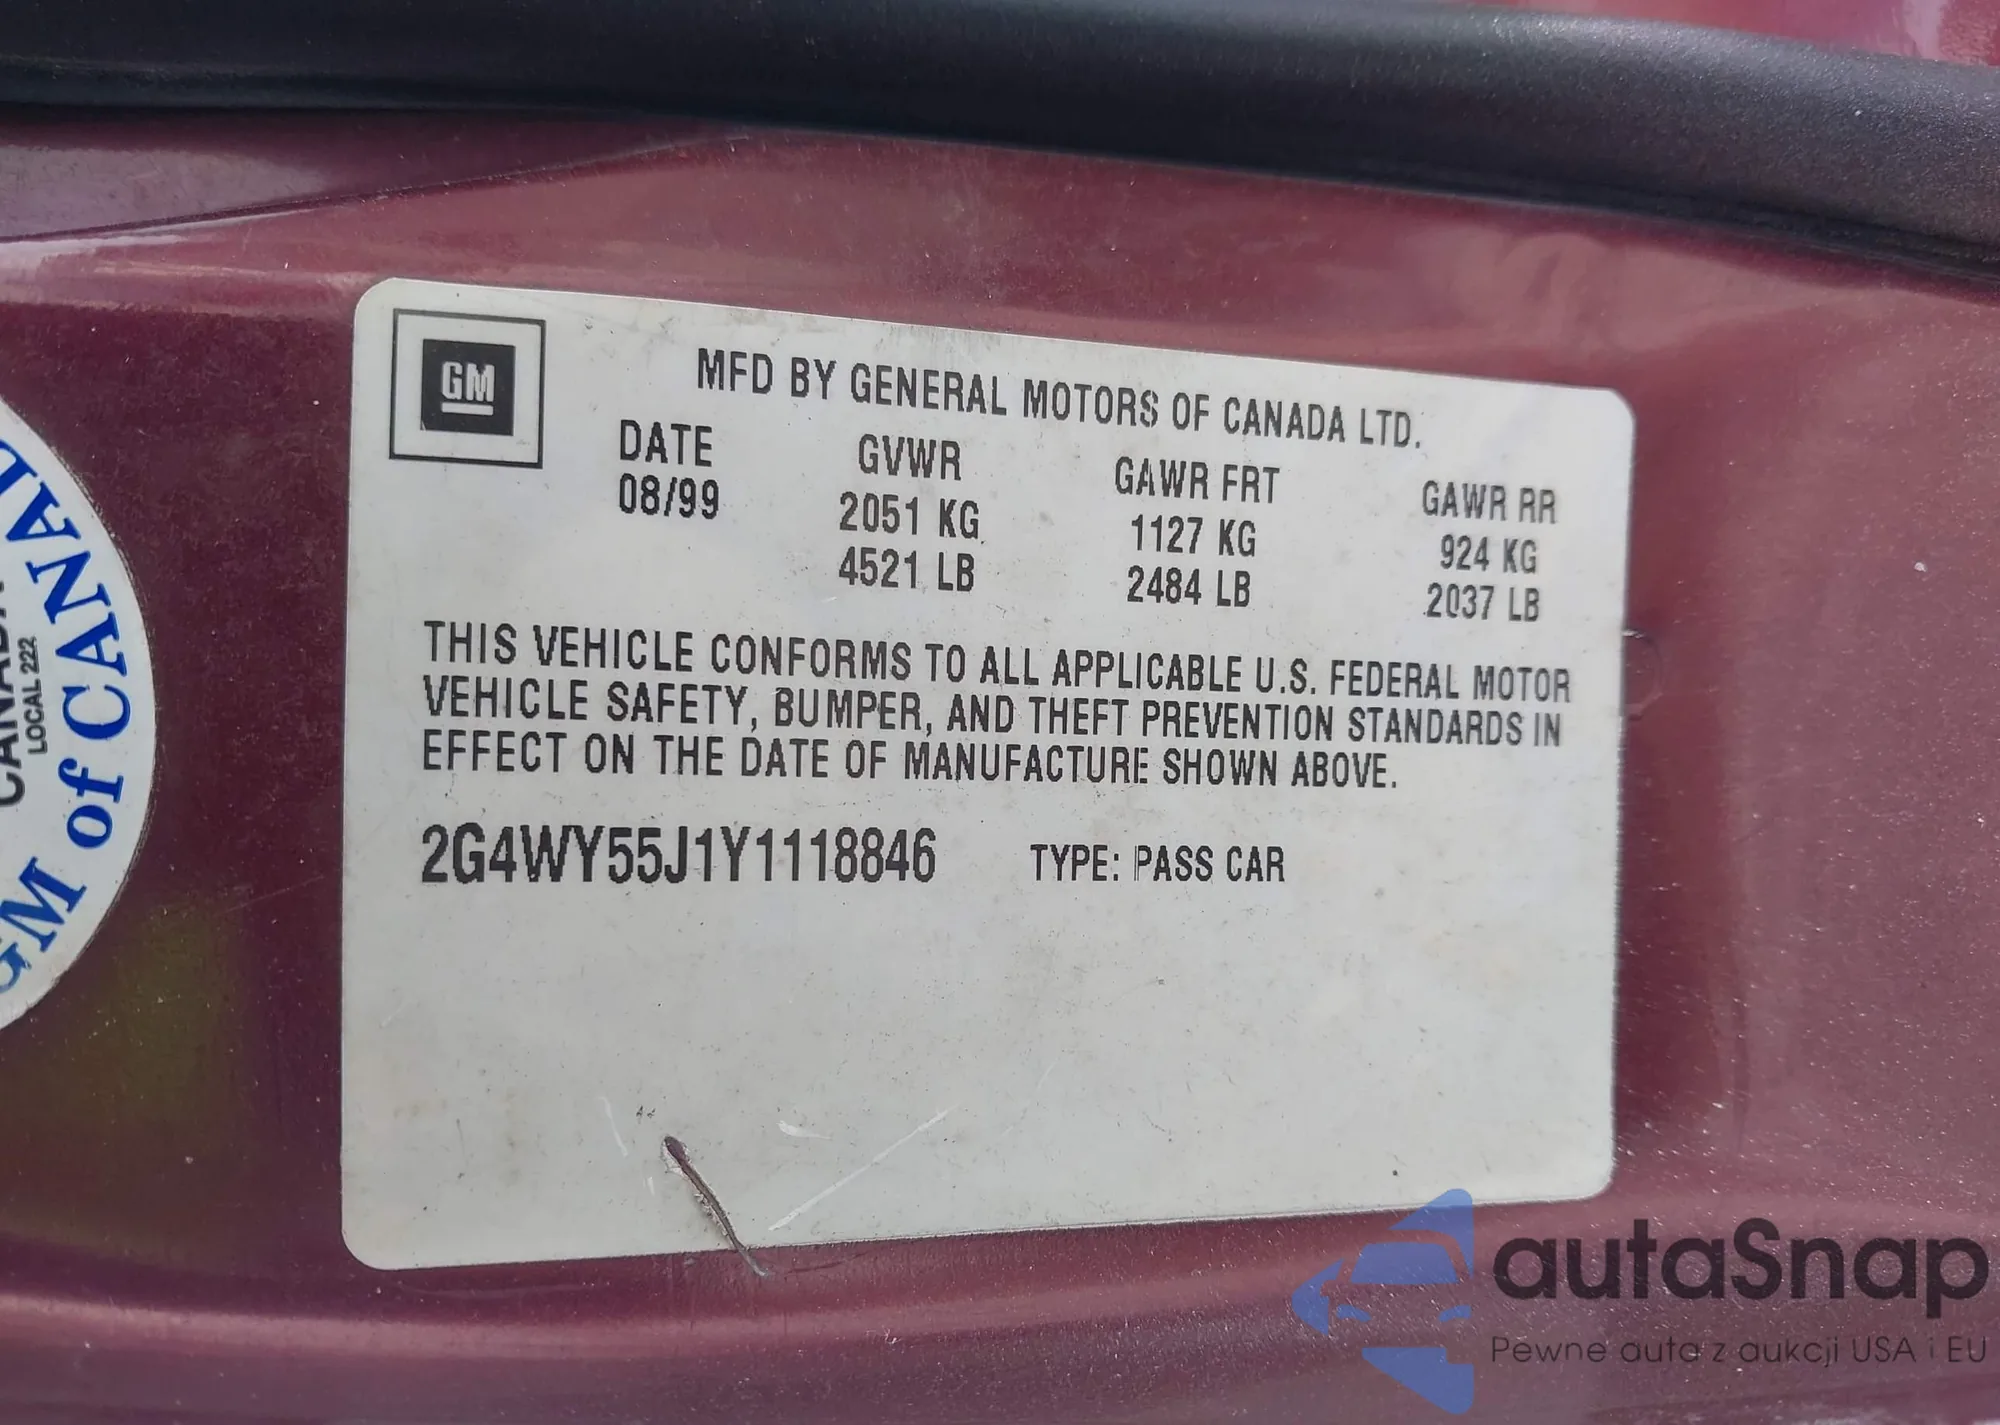 GM
MFD BY GENERAL MOTORS OF CANADA LTD.
DATE GVWR GAWR FRT GAWR RR
08/99 2051 KG 1127 KG 924 KG
4521 LB 2484 LB 2037 LB
THIS VEHICLE CONFORMS TO ALL APPLICABLE U.S. FEDERAL MOTOR
VEHICLE SAFETY, BUMPER, AND THEFT PREVENTION STANDARDS IN
EFFECT ON THE DATE OF MANUFACTURE SHOWN ABOVE.
2G4WY55J1Y1118846 TYPE: PASS CAR
GM of CANAD
CANADA
LOCAL 222
autaSnap
Pewne auta z aukcji USA i EU